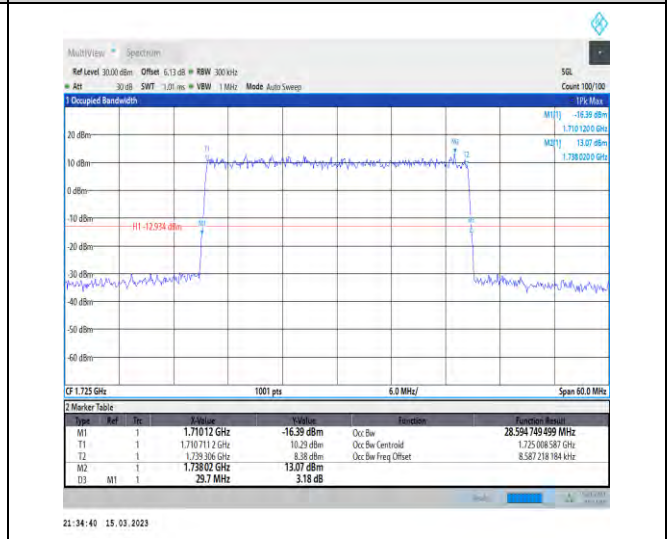 MultiView Spectrum
Ref Level 30.00 dBm Offset 6.13 dB RBW 300 kHz SGL
Att 30 dB SWT 1.01 ms VBW 1 MHz Mode Auto Sweep Count 100/100
1 Occupied Bandwidth 1Pk Max
M1[1] -16.39 dBm
1.710 1200 GHz
M2[1] 13.07 dBm
1.738 0200 GHz
20 dBm
10 dBm
0 dBm
-10 dBm
H1 -12.934 dBm
-20 dBm
-30 dBm
-40 dBm
-50 dBm
-60 dBm
T1
M2
T2
M1
CF 1.725 GHz 1001 pts 6.0 MHz/ Span 60.0 MHz
2 Marker Table
Type Ref Trc X-Value Y-Value Function Function Result
M1 1 1.71012 GHz -16.39 dBm Occ Bw 28.594 749 499 MHz
T1 1 1.710 711 2 GHz 10.29 dBm Occ Bw Centroid 1.725 008 587 GHz
T2 1 1.739 306 GHz 8.38 dBm Occ Bw Freq Offset 8.587 218 184 kHz
M2 1 1.73802 GHz 13.07 dBm
D3 M1 1 29.7 MHz 3.18 dB
21:34:40 15.03.2023